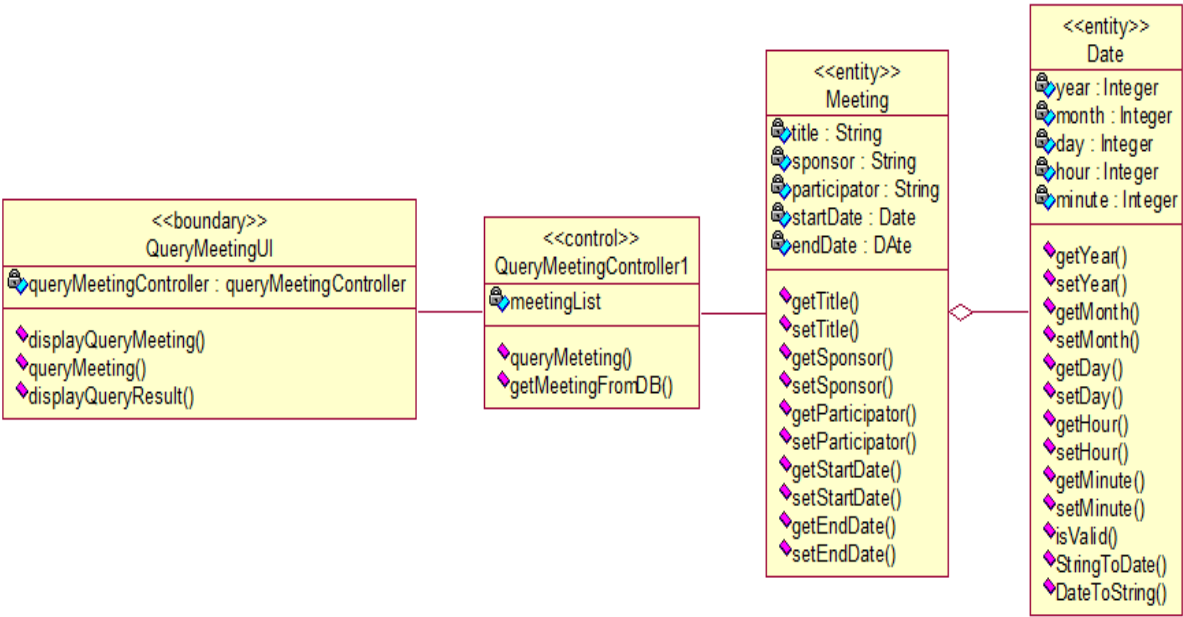 <<boundary>>
QueryMeetingUI
queryMeetingController : queryMeetingController
displayQueryMeeting()
queryMeeting()
displayQueryResult()
<<control>>
QueryMeetingController1
meetingList
queryMeteting()
getMeetingFromDB()
<<entity>>
Meeting
title : String
sponsor : String
participator : String
startDate : Date
endDate : DAte
getTitle()
setTitle()
getSponsor()
setSponsor()
getParticipator()
setParticipator()
getStartDate()
setStartDate()
getEndDate()
setEndDate()
<<entity>>
Date
year : Integer
month : Integer
day : Integer
hour : Integer
minute : Integer
getYear()
setYear()
getMonth()
setMonth()
getDay()
setDay()
getHour()
setHour()
getMinute()
setMinute()
isValid()
StringToDate()
DateToString()